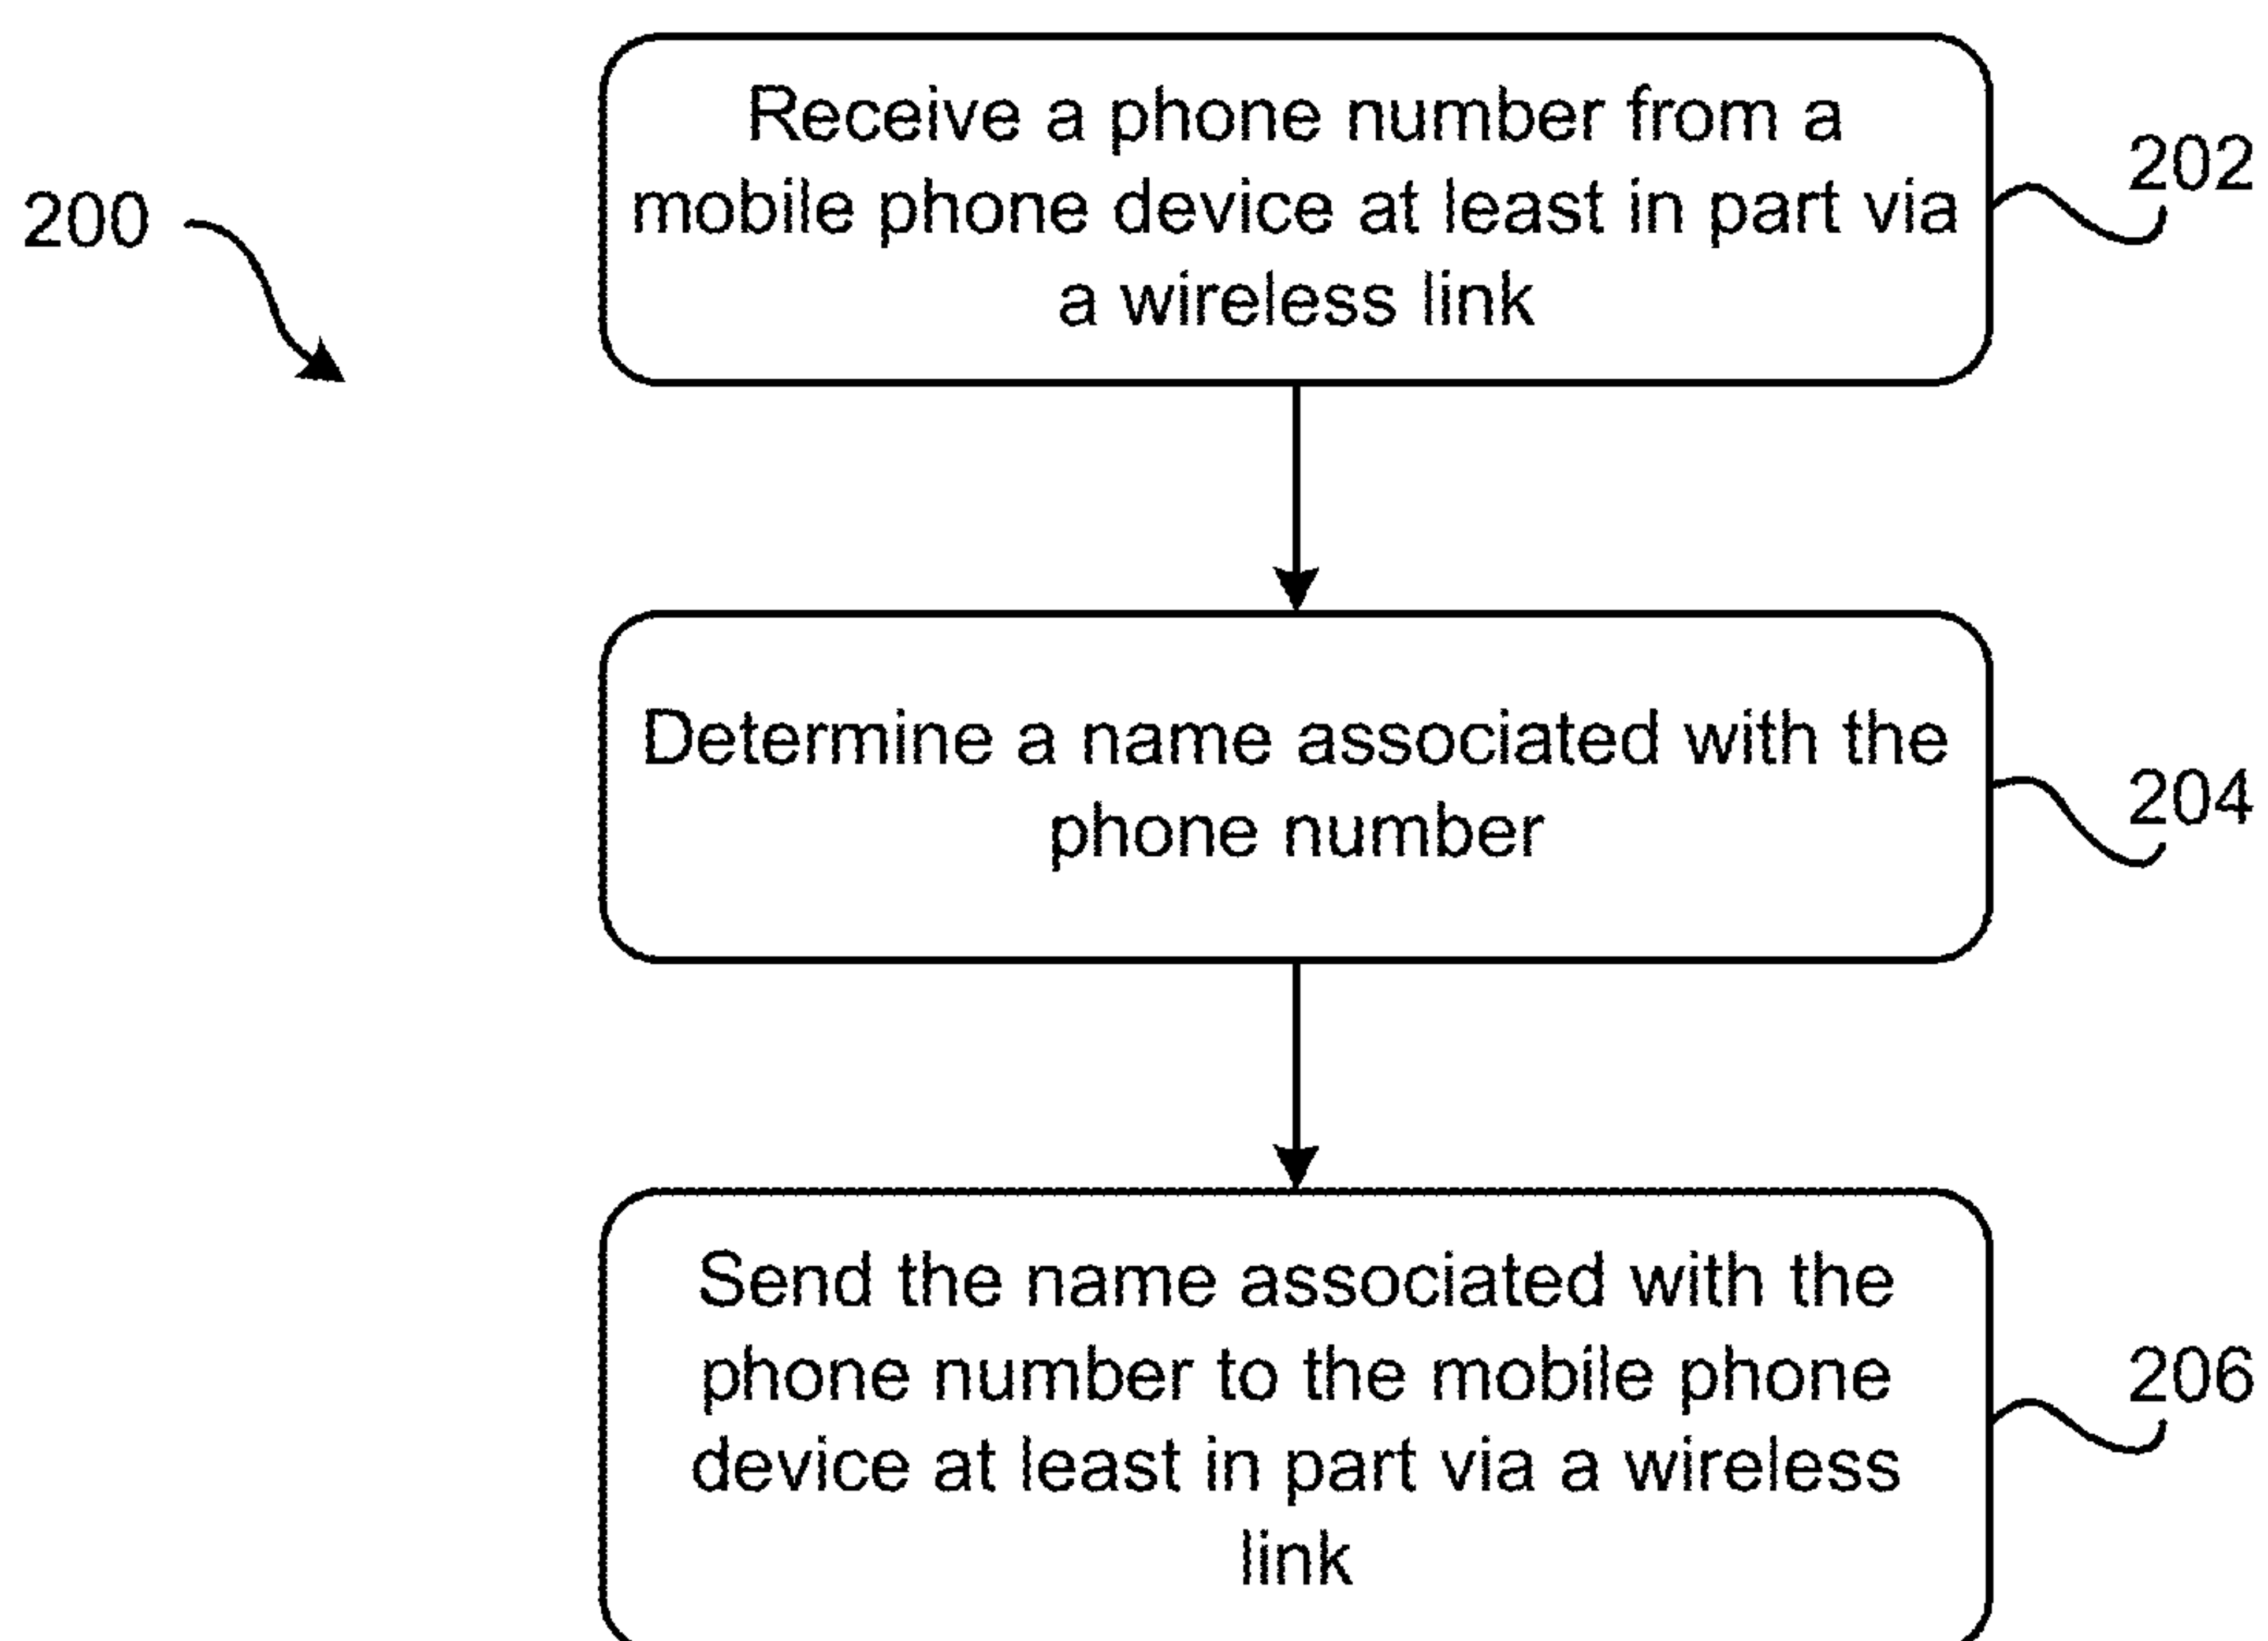 200
Receive a phone number from a
mobile phone device at least in part via
a wireless link
202
Determine a name associated with the
phone number
204
Send the name associated with the
phone number to the mobile phone
device at least in part via a wireless
link
206